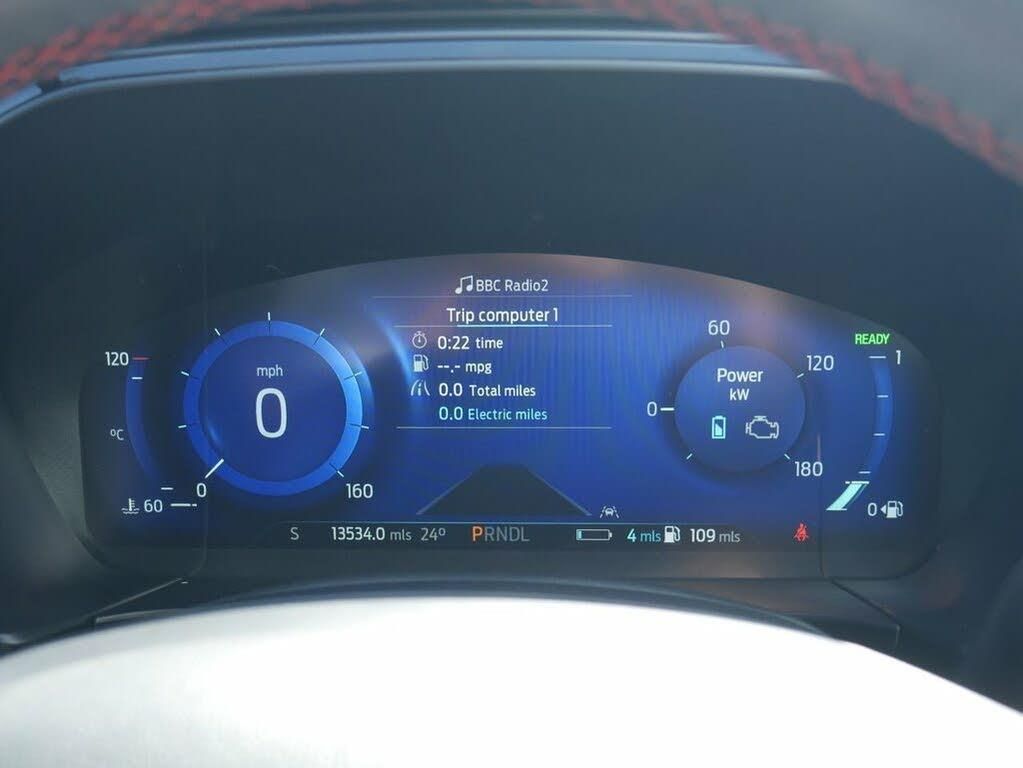 BBC Radio2
Trip computer 1
0:22 time
--.- mpg
0.0 Total miles
0.0 Electric miles
120
ºC
60
mph
0
0
160
Power
kW
0
60
120
180
READY
1
0
S 13534.0 mls 24º PRNDL 4 mls 109 mls